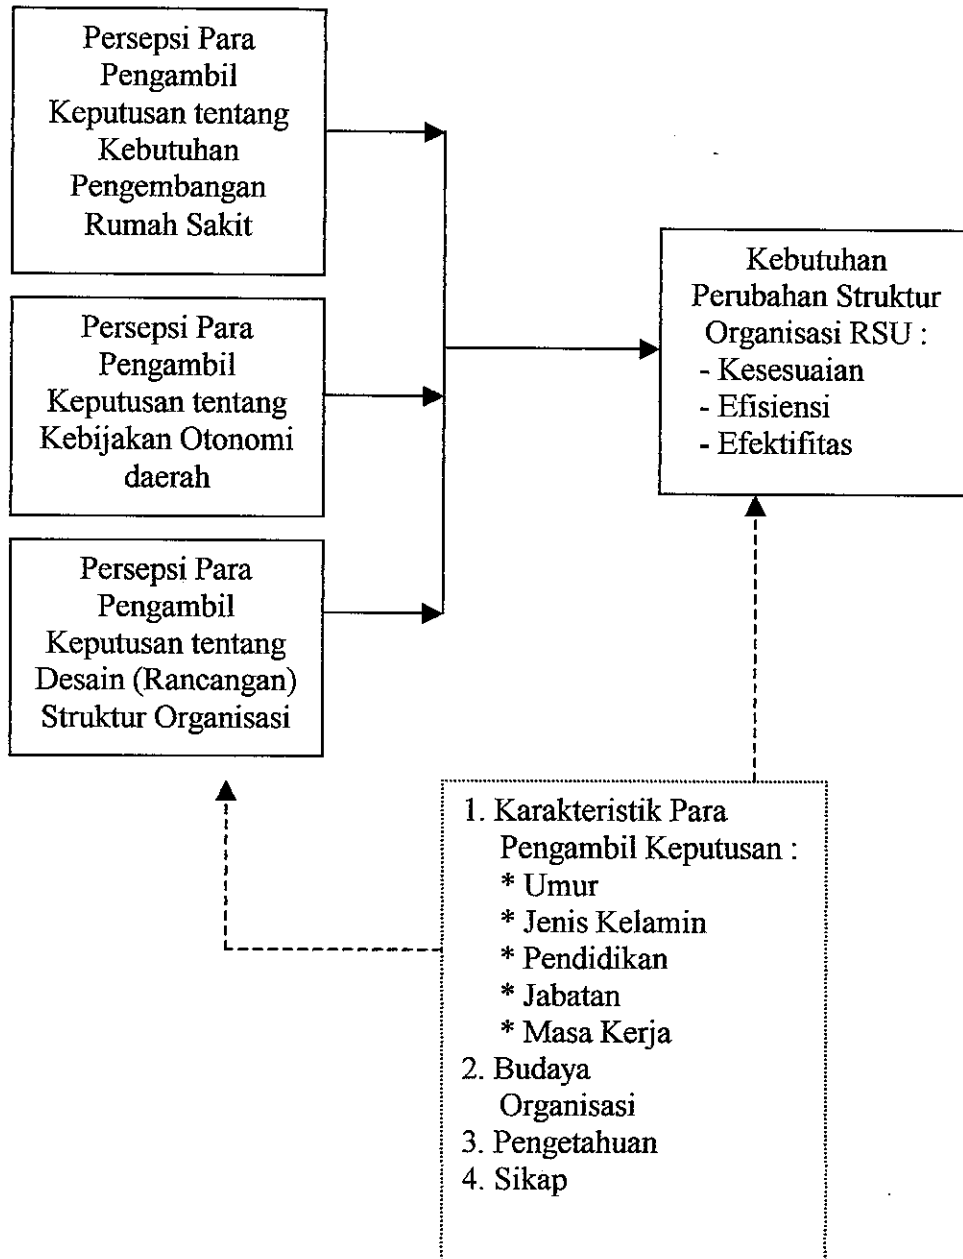 Persepsi Para
Pengambil
Keputusan tentang
Kebutuhan
Pengembangan
Rumah Sakit
Persepsi Para
Pengambil
Keputusan tentang
Kebijakan Otonomi
daerah
Persepsi Para
Pengambil
Keputusan tentang
Desain (Rancangan)
Struktur Organisasi
Kebutuhan
Perubahan Struktur
Organisasi RSU :
- Kesesuaian
- Efisiensi
- Efektifitas
1. Karakteristik Para
Pengambil Keputusan :
* Umur
* Jenis Kelamin
* Pendidikan
* Jabatan
* Masa Kerja
2. Budaya
Organisasi
3. Pengetahuan
4. Sikap